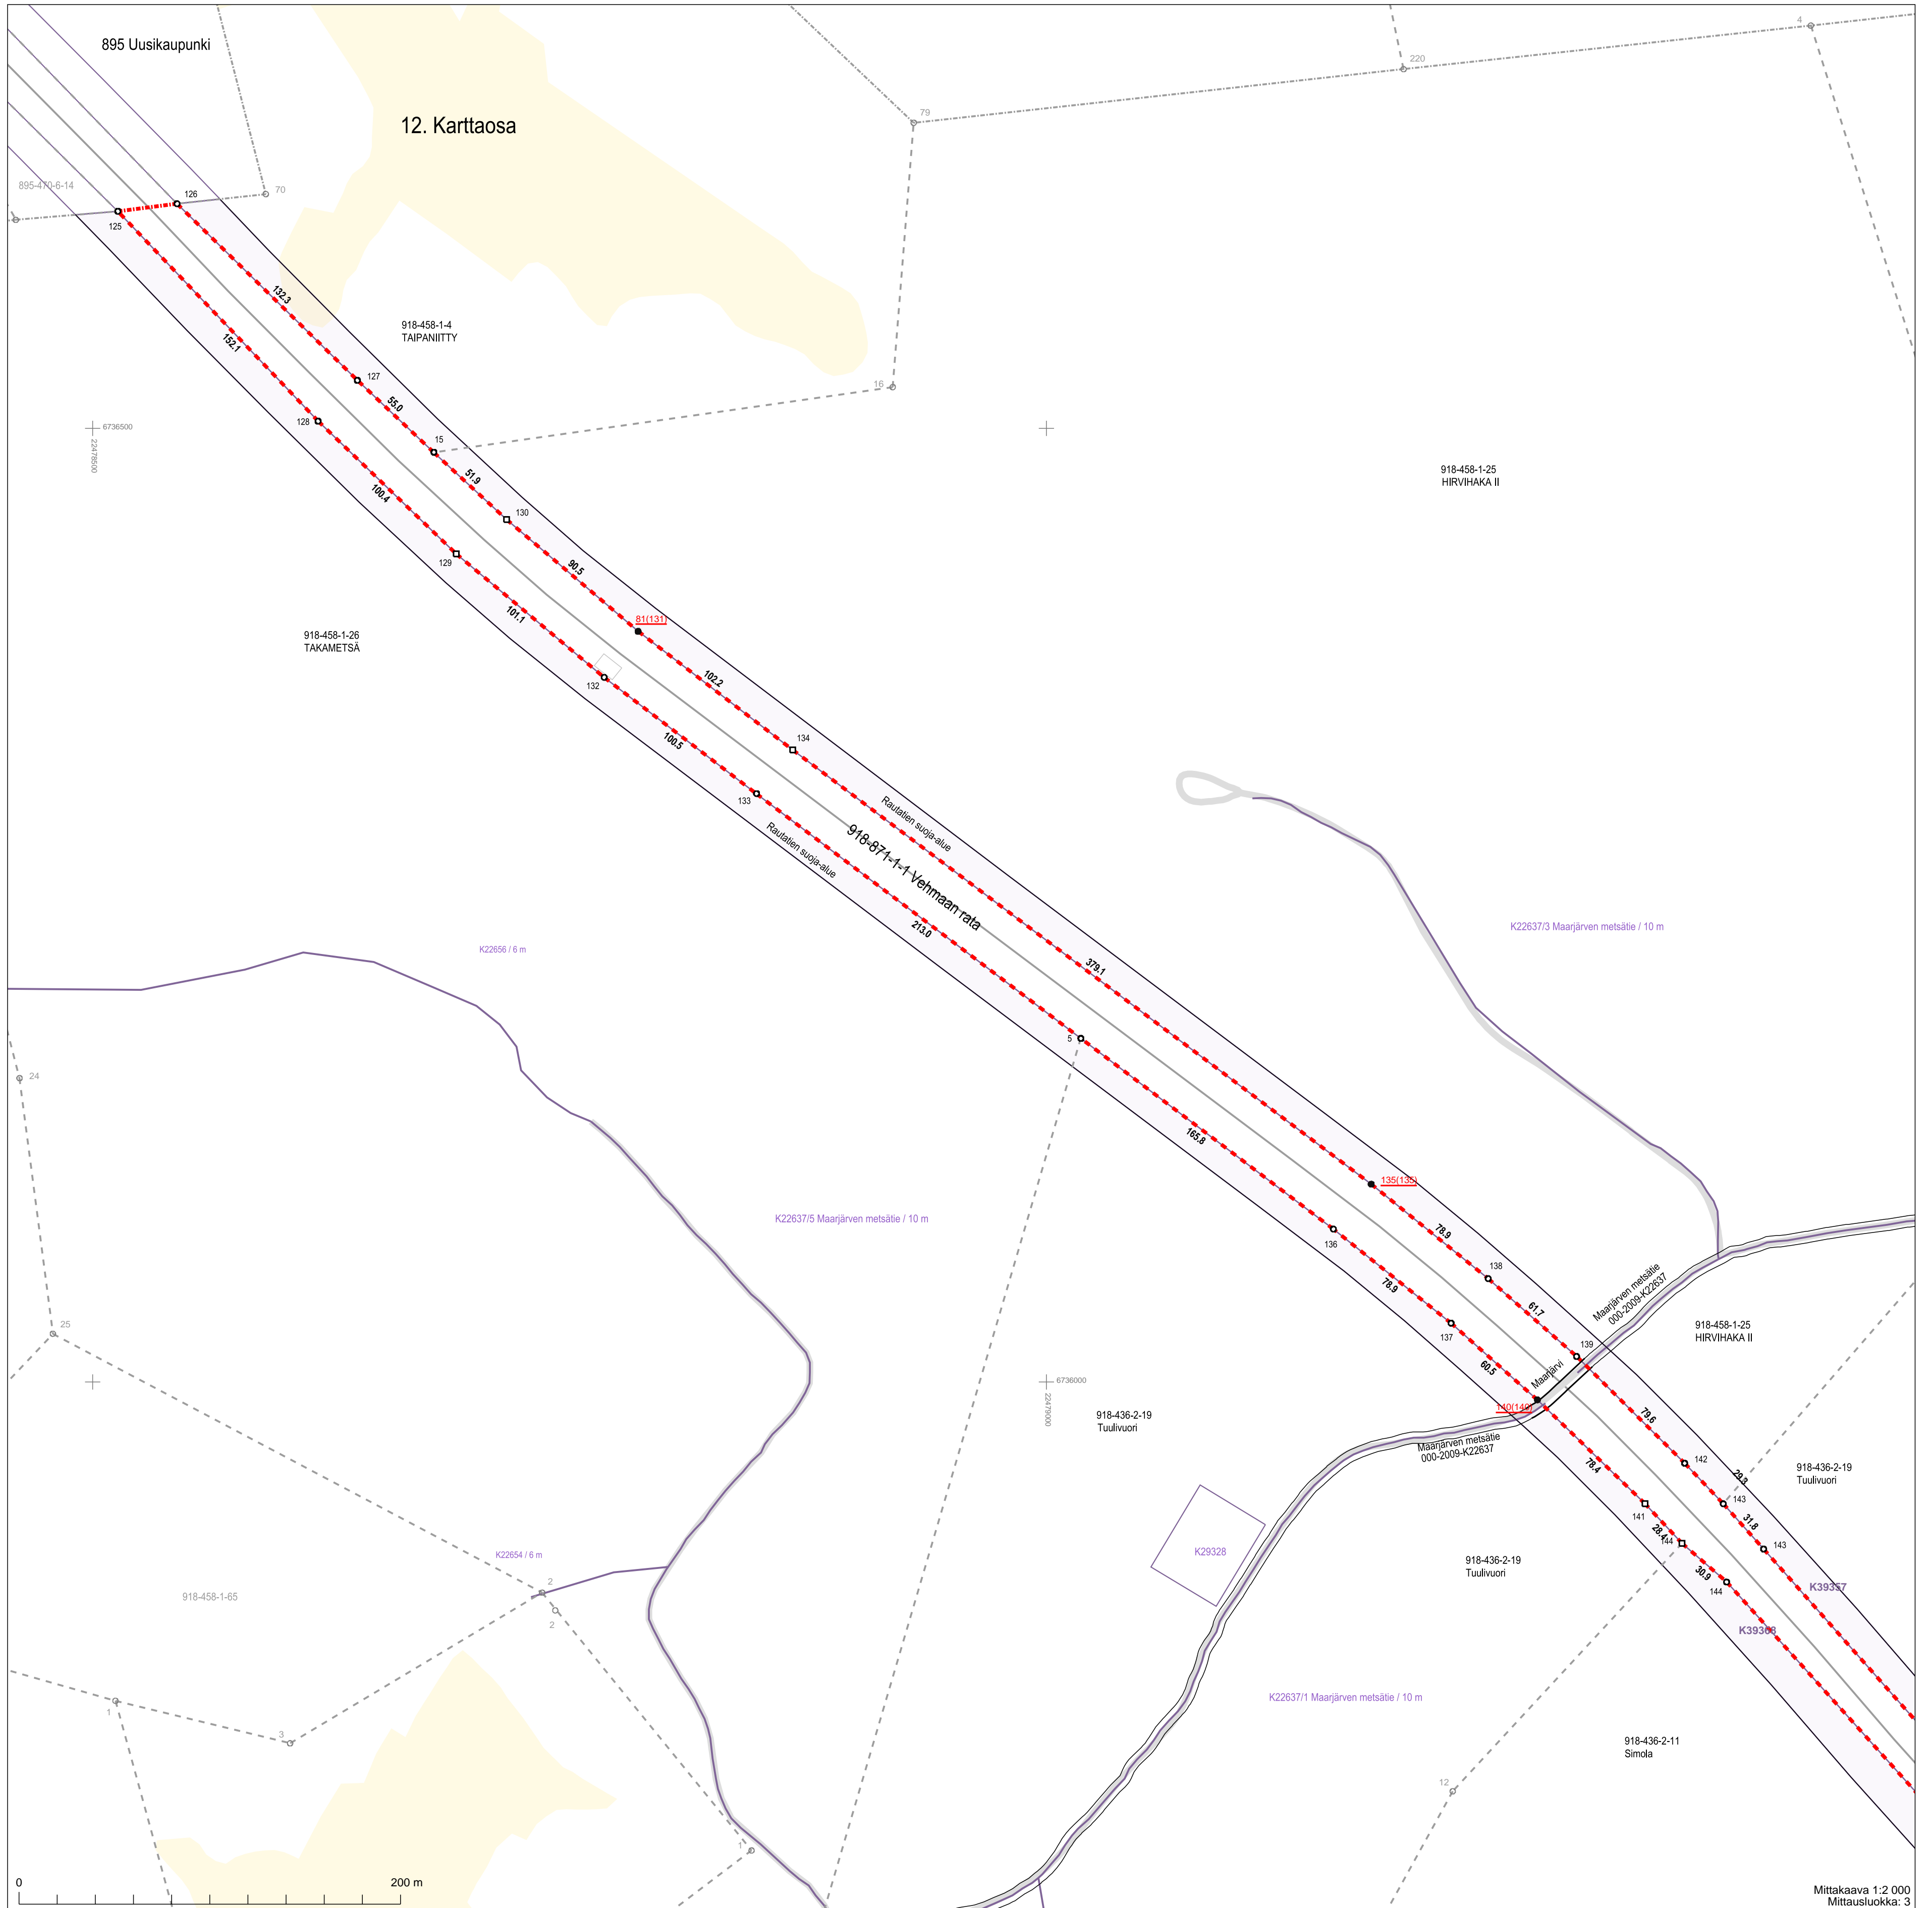 895 Uusikaupunki
4
220
79
12. Karttaosa
895-470-6-14
126
70
125
132.3
918-458-1-4
TAIPANIITTY
152.1
127
16
55.0
128
6736500
22478500
15
918-458-1-25
HIRVIHAKA II
51.9
100.4
130
129
90.5
101.1
81(131)
918-458-1-26
TAKAMETSÄ
102.2
132
100.5
134
133
Rautatien suoja-alue
Rautatien suoja-alue
918-871-1-1 Vehmaan rata
213.0
K22637/3 Maarjärven metsätie / 10 m
K22656 / 6 m
379.1
5
24
165.8
135(135)
K22637/5 Maarjärven metsätie / 10 m
136
78.9
138
78.9
Maarjärven metsätie
000-2009-K22637
61.7
25
137
918-458-1-25
HIRVIHAKA II
139
60.5
Maarjärvi
6736000
22479000
140(140)
918-436-2-19
Tuulivuori
79.6
Maarjärven metsätie
000-2009-K22637
142
78.4
918-436-2-19
Tuulivuori
29.3
143
141
31.8
28.4
144
143
K29328
K22654 / 6 m
918-436-2-19
Tuulivuori
30.9
144
K39357
2
918-458-1-65
2
K39368
K22637/1 Maarjärven metsätie / 10 m
1
3
918-436-2-11
Simola
12
1
0
200 m
Mittakaava 1:2 000
Mittausluokka: 3